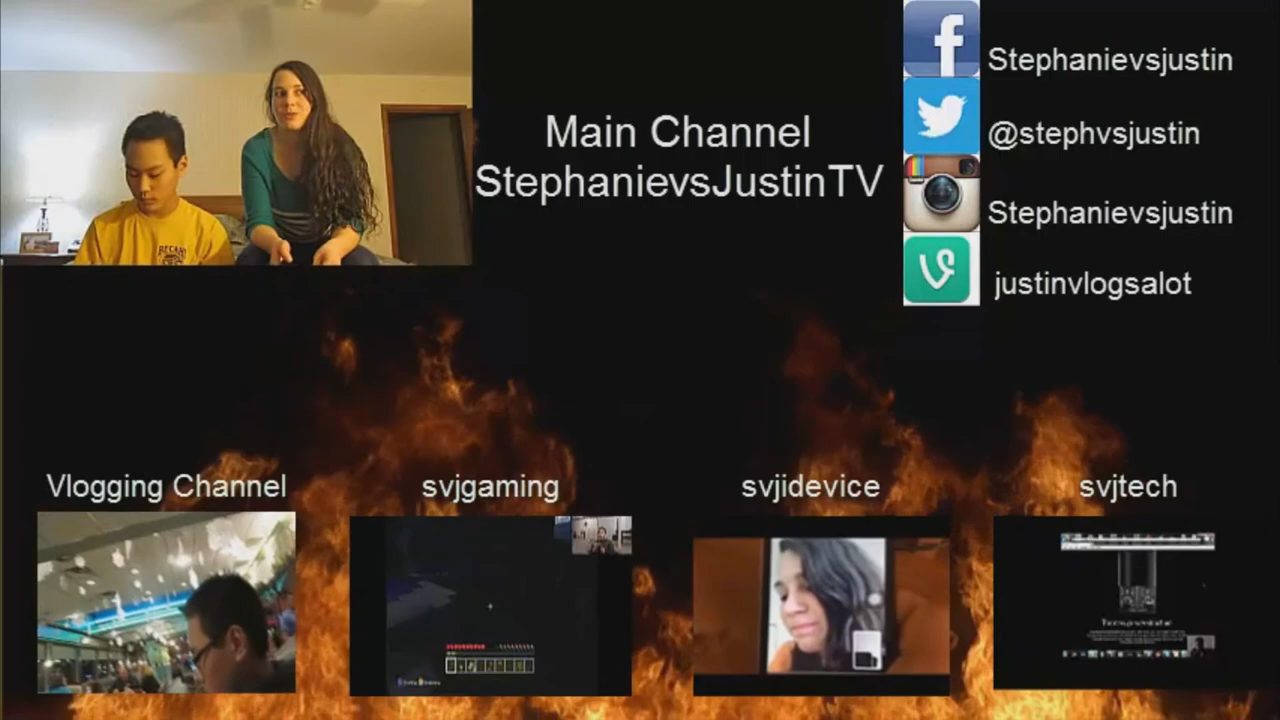 Stephanievsjustin
@stephvsjustin
Stephanievsjustin
justinvlogsalot
Main Channel
StephanievsJustinTV
Vlogging Channel
svjgaming
svjidevice
svjtech